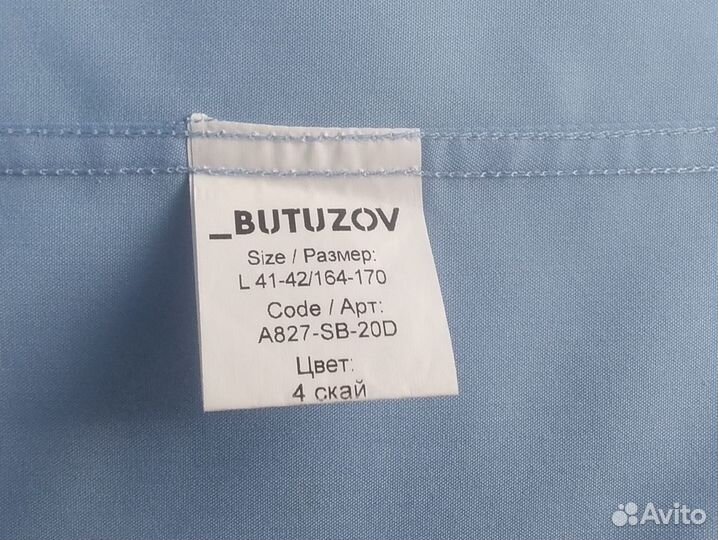 _BUTUZOV
Size / Размер:
L 41-42/164-170
Code / Арт:
A827-SB-20D
Цвет:
4 скай
Avito